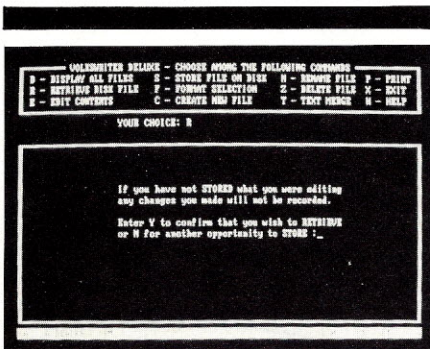 VOLKSWRITER DELUXE - CHOOSE AMONG THE FOLLOWING COMMANDS
D - DISPLAY ALL FILES S - STORE FILE ON DISK M - RENAME FILE P - PRINT
R - RETRIEVE DISK FILE F - FORMAT SELECTION Z - DELETE FILE X - EXIT
E - EDIT CONTENTS C - CREATE NEW FILE T - TEXT MERGE H - HELP
YOUR CHOICE: R
If you have not STORED what you were editing
any changes you made will not be recorded.
Enter Y to confirm that you wish to RETRIEVE
or N for another opportunity to STORE :_